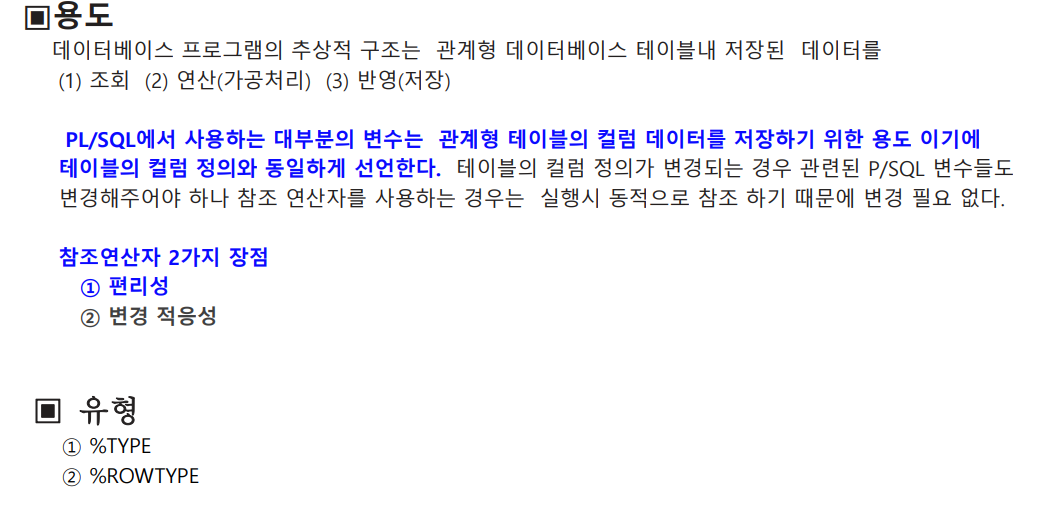 ▣용도
데이터베이스 프로그램의 추상적 구조는 관계형 데이터베이스 테이블내 저장된 데이터를
(1) 조회 (2) 연산(가공처리) (3) 반영(저장)
PL/SQL에서 사용하는 대부분의 변수는 관계형 테이블의 컬럼 데이터를 저장하기 위한 용도 이기에
테이블의 컬럼 정의와 동일하게 선언한다. 테이블의 컬럼 정의가 변경되는 경우 관련된 P/SQL 변수들도
변경해주어야 하나 참조 연산자를 사용하는 경우는 실행시 동적으로 참조 하기 때문에 변경 필요 없다.
참조연산자 2가지 장점
① 편리성
② 변경 적응성
▣ 유형
① %TYPE
② %ROWTYPE